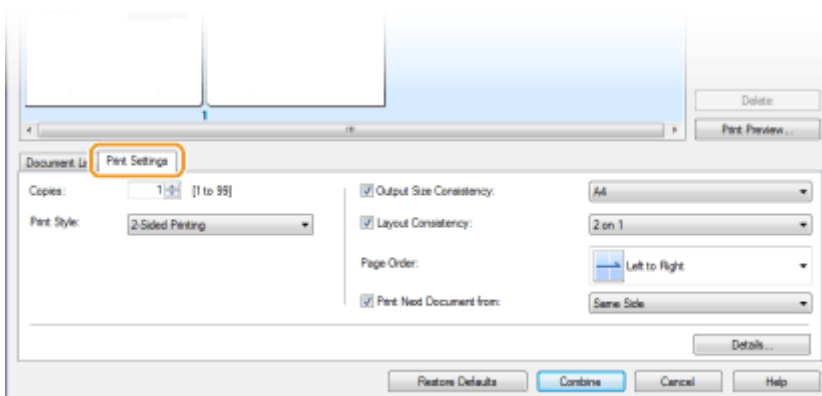 1
Delete
Print Preview...
Document Li
Print Settings
Copies: 1 [1 to 99]
Print Style: 2-Sided Printing
Output Size Consistency: A4
Layout Consistency: 2 on 1
Page Order: Left to Right
Print Next Document from: Same Side
Details...
Restore Defaults Combine Cancel Help